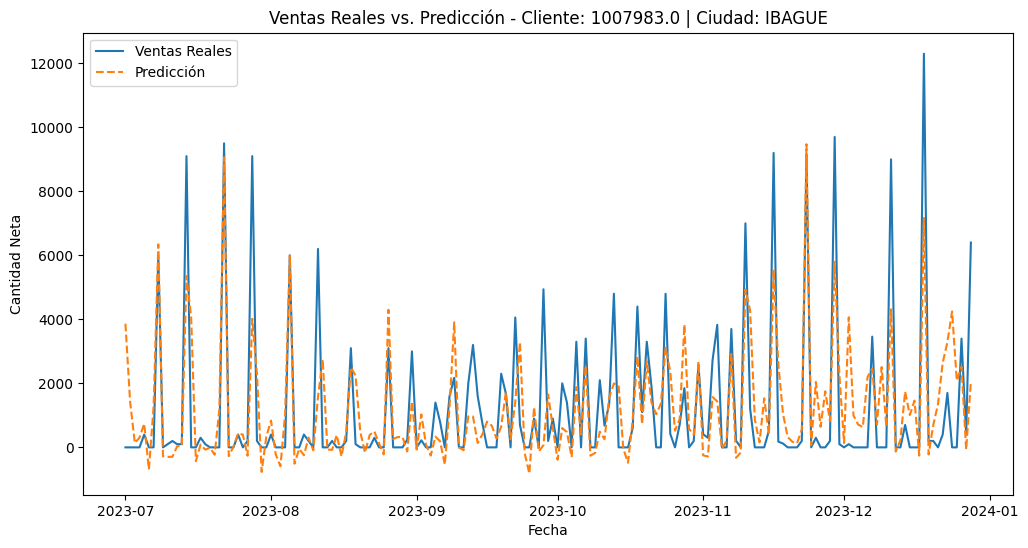 Ventas Reales vs. Predicción - Cliente: 1007983.0 | Ciudad: IBAGUE
Ventas Reales
Predicción
Cantidad Neta
12000
10000
8000
6000
4000
2000
0
2023-07
2023-08
2023-09
2023-10
2023-11
2023-12
2024-01
Fecha